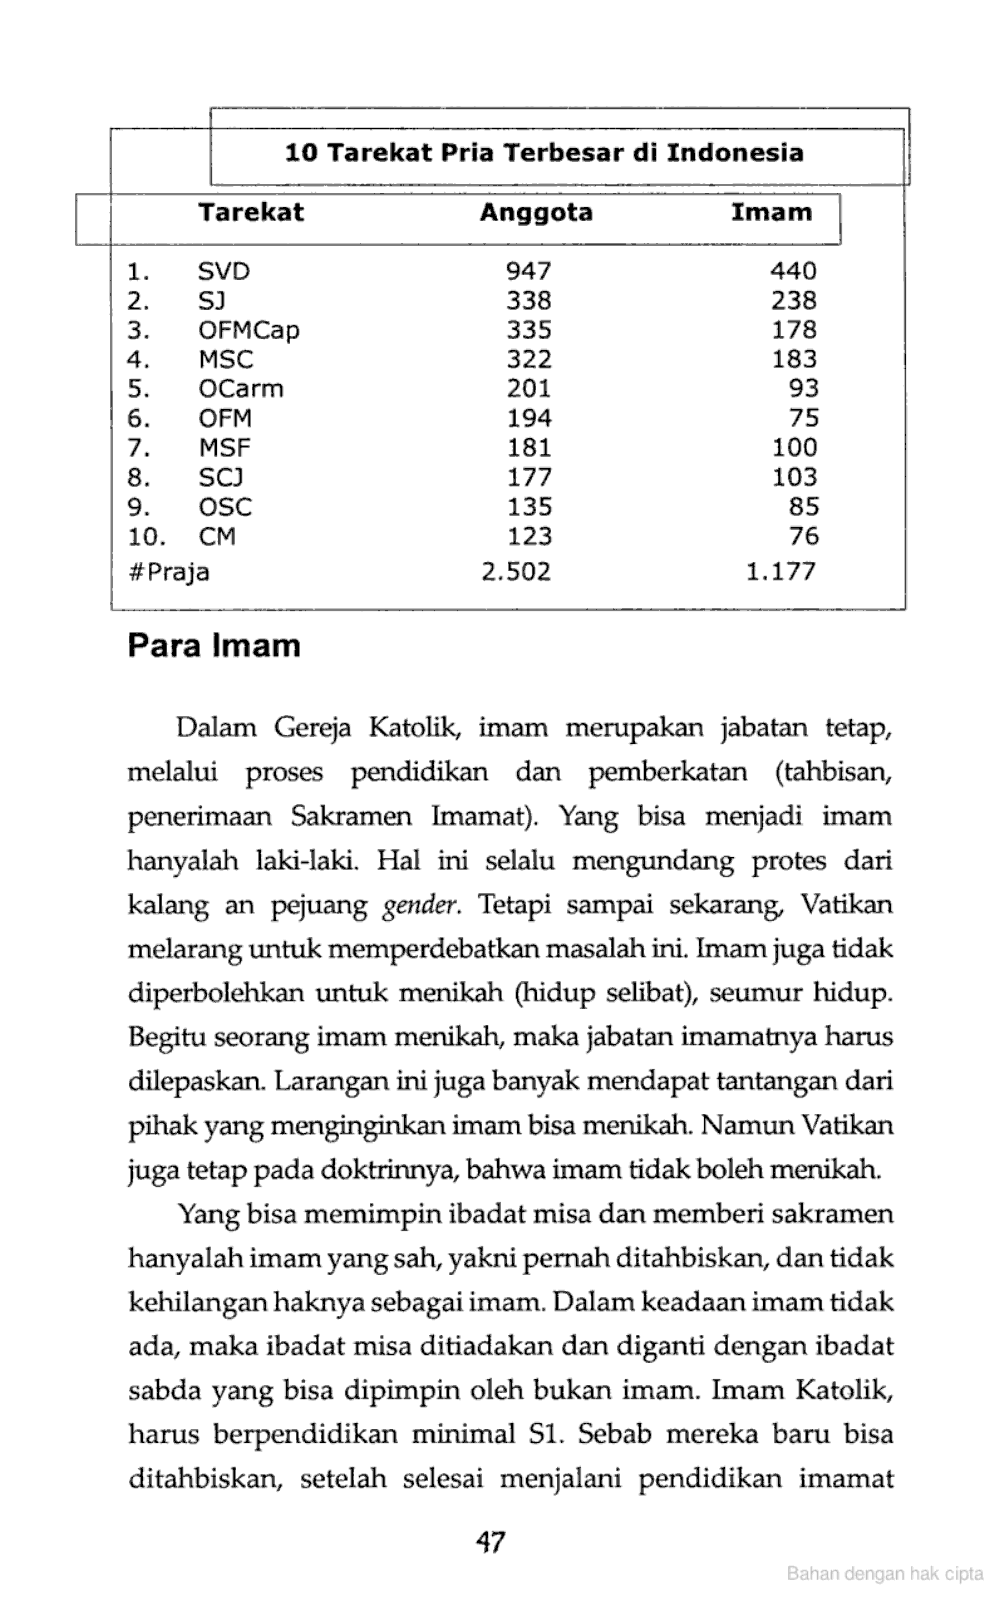 10 Tarekat Pria Terbesar di Indonesia
Tarekat Anggota Imam
1. SVD 947 440
2. SJ 338 238
3. OFMCap 335 178
4. MSC 322 183
5. OCarm 201 93
6. OFM 194 75
7. MSF 181 100
8. SCJ 177 103
9. OSC 135 85
10. CM 123 76
#Praja 2.502 1.177
Para Imam
Dalam Gereja Katolik, imam merupakan jabatan tetap,
melalui proses pendidikan dan pemberkatan (tahbisan,
penerimaan Sakramen Imamat). Yang bisa menjadi imam
hanyalah laki-laki. Hal ini selalu mengundang protes dari
kalang an pejuang gender. Tetapi sampai sekarang, Vatikan
melarang untuk memperdebatkan masalah ini. Imam juga tidak
diperbolehkan untuk menikah (hidup selibat), seumur hidup.
Begitu seorang imam menikah, maka jabatan imamatnya harus
dilepaskan. Larangan ini juga banyak mendapat tantangan dari
pihak yang menginginkan imam bisa menikah. Namun Vatikan
juga tetap pada doktrinnya, bahwa imam tidak boleh menikah.
Yang bisa memimpin ibadat misa dan memberi sakramen
hanyalah imam yang sah, yakni pernah ditahbiskan, dan tidak
kehilangan haknya sebagai imam. Dalam keadaan imam tidak
ada, maka ibadat misa ditiadakan dan diganti dengan ibadat
sabda yang bisa dipimpin oleh bukan imam. Imam Katolik,
harus berpendidikan minimal S1. Sebab mereka baru bisa
ditahbiskan, setelah selesai menjalani pendidikan imamat
47
Bahan dengan hak cipta